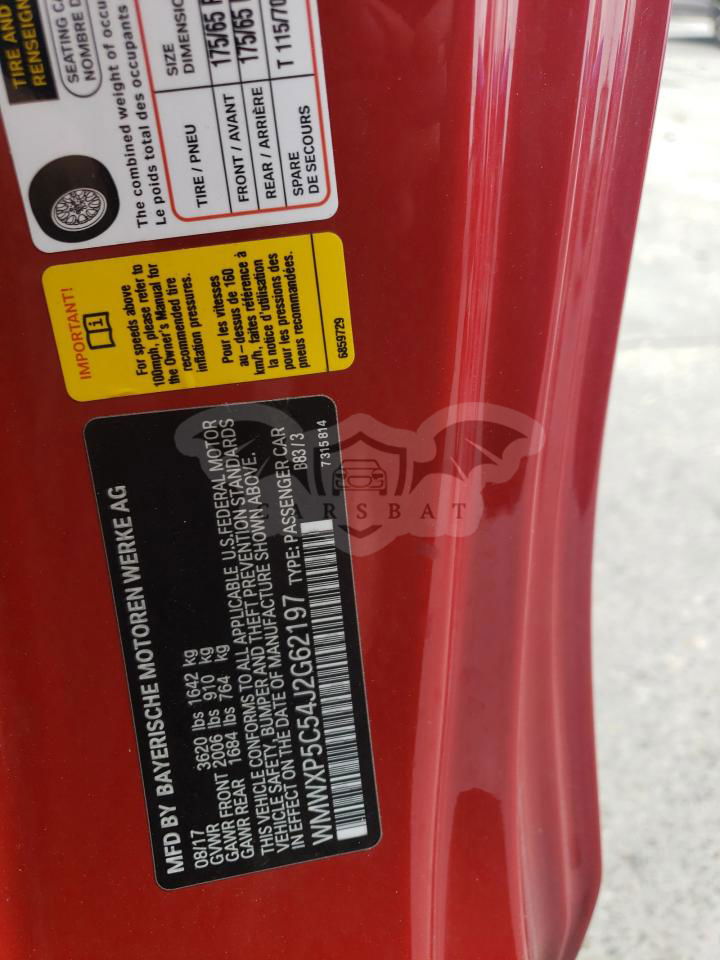 TIRE AND
RENSEIGN
SEATING CA
NOMBRE D
The combined weight of occu
Le poids total des occupants
TIRE / PNEU
SIZE
DIMENSIO
FRONT / AVANT
175/65 R
REAR / ARRIÈRE
175/65
SPARE
DE SECOURS
T 115/70
IMPORTANT!
For speeds above
100mph, please refer to
the Owner's Manual for
the recommended tire
inflation pressures.
Pour les vitesses
au - dessus de 160
km/h, faites référence à
la notice d'utilisation
pour les pressions des
pneus recommandées.
6859729
MFD BY BAYERISCHE MOTOREN WERKE AG
08/17
GVWR 3620 lbs 1642 kg
GAWR FRONT 2006 lbs 910 kg
GAWR REAR 1684 lbs 764 kg
THIS VEHICLE CONFORMS TO ALL APPLICABLE U.S.FEDERAL MOTOR
VEHICLE SAFETY, BUMPER AND THEFT PREVENTION STANDARDS
IN EFFECT ON THE DATE OF MANUFACTURE SHOWN ABOVE.
WMWXP5C54J2G62197 TYPE: PASSENGER CAR
B83/3
7315814
CARSBAT